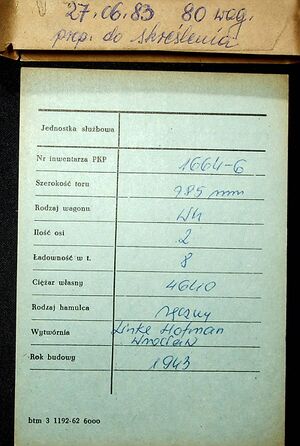 27.06.83 80 wag.
prop. do skreślenia
Jednostka służbowa
Nr inwentarza PKP 1664-6
Szerokość toru 785 mm
Rodzaj wagonu Wh
Ilość osi 2
Ładowność w t. 8
Ciężar własny 4640
Rodzaj hamulca ręczny
Wytwórnia Linke Hofman
Wrocław
Rok budowy 1943
btm 3 1192-62 6000